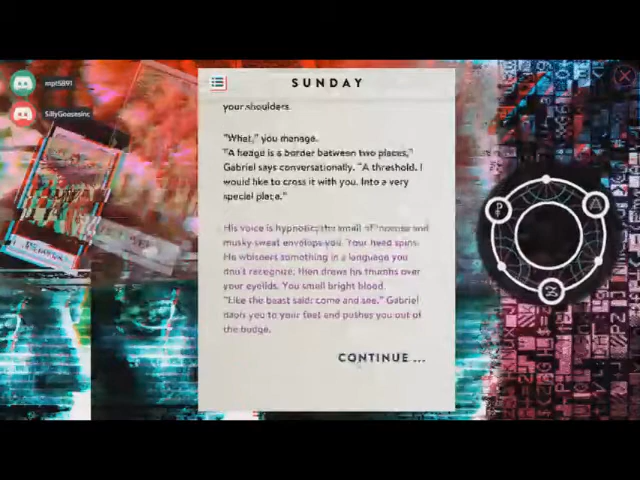 SUNDAY
mpt5891
SillyGoosesInc
your shoulders.
"What," you manage.
"A hedge is a border between two places,"
Gabriel says conversationally. "A threshold. I
would like to cross it with you. Into a very
special place."
His voice is hypnotic; the smell of incense and
musky sweat envelops you. Your head spins.
He whispers something in a language you
don't recognize, then draws his thumbs over
your eyelids. You smell bright blood.
"Like the beast said: come and see." Gabriel
hauls you to your feet and pushes you out of
the hedge.
CONTINUE ...